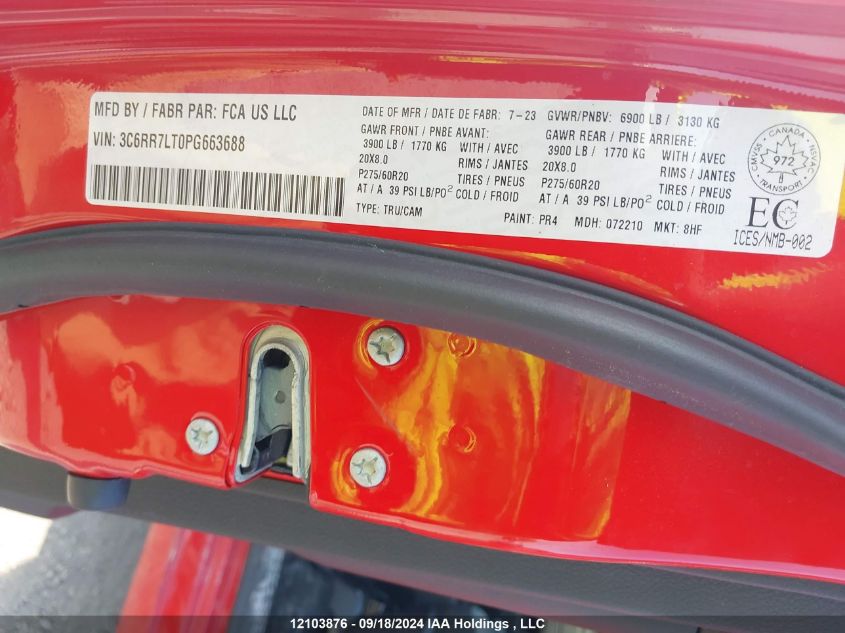 MFD BY / FABR PAR: FCA US LLC
VIN: 3C6RR7LT0PG663688
DATE OF MFR / DATE DE FABR: 7-23 GVWR/PNBV: 6900 LB / 3130 KG
GAWR FRONT / PNBE AVANT: GAWR REAR / PNBE ARRIERE:
3900 LB / 1770 KG WITH / AVEC 3900 LB / 1770 KG WITH / AVEC
20X8.0 RIMS / JANTES 20X8.0 RIMS / JANTES
P275/60R20 TIRES / PNEUS P275/60R20 TIRES / PNEUS
AT / A 39 PSI LB/PO² COLD / FROID AT / A 39 PSI LB/PO² COLD / FROID
TYPE: TRU/CAM PAINT: PR4 MDH: 072210 MKT: 8HF
CMVSS - CANADA - NSVAC
972
TRANSPORT
EC
ICES/NMB-002
12103876 - 09/18/2024 IAA Holdings , LLC